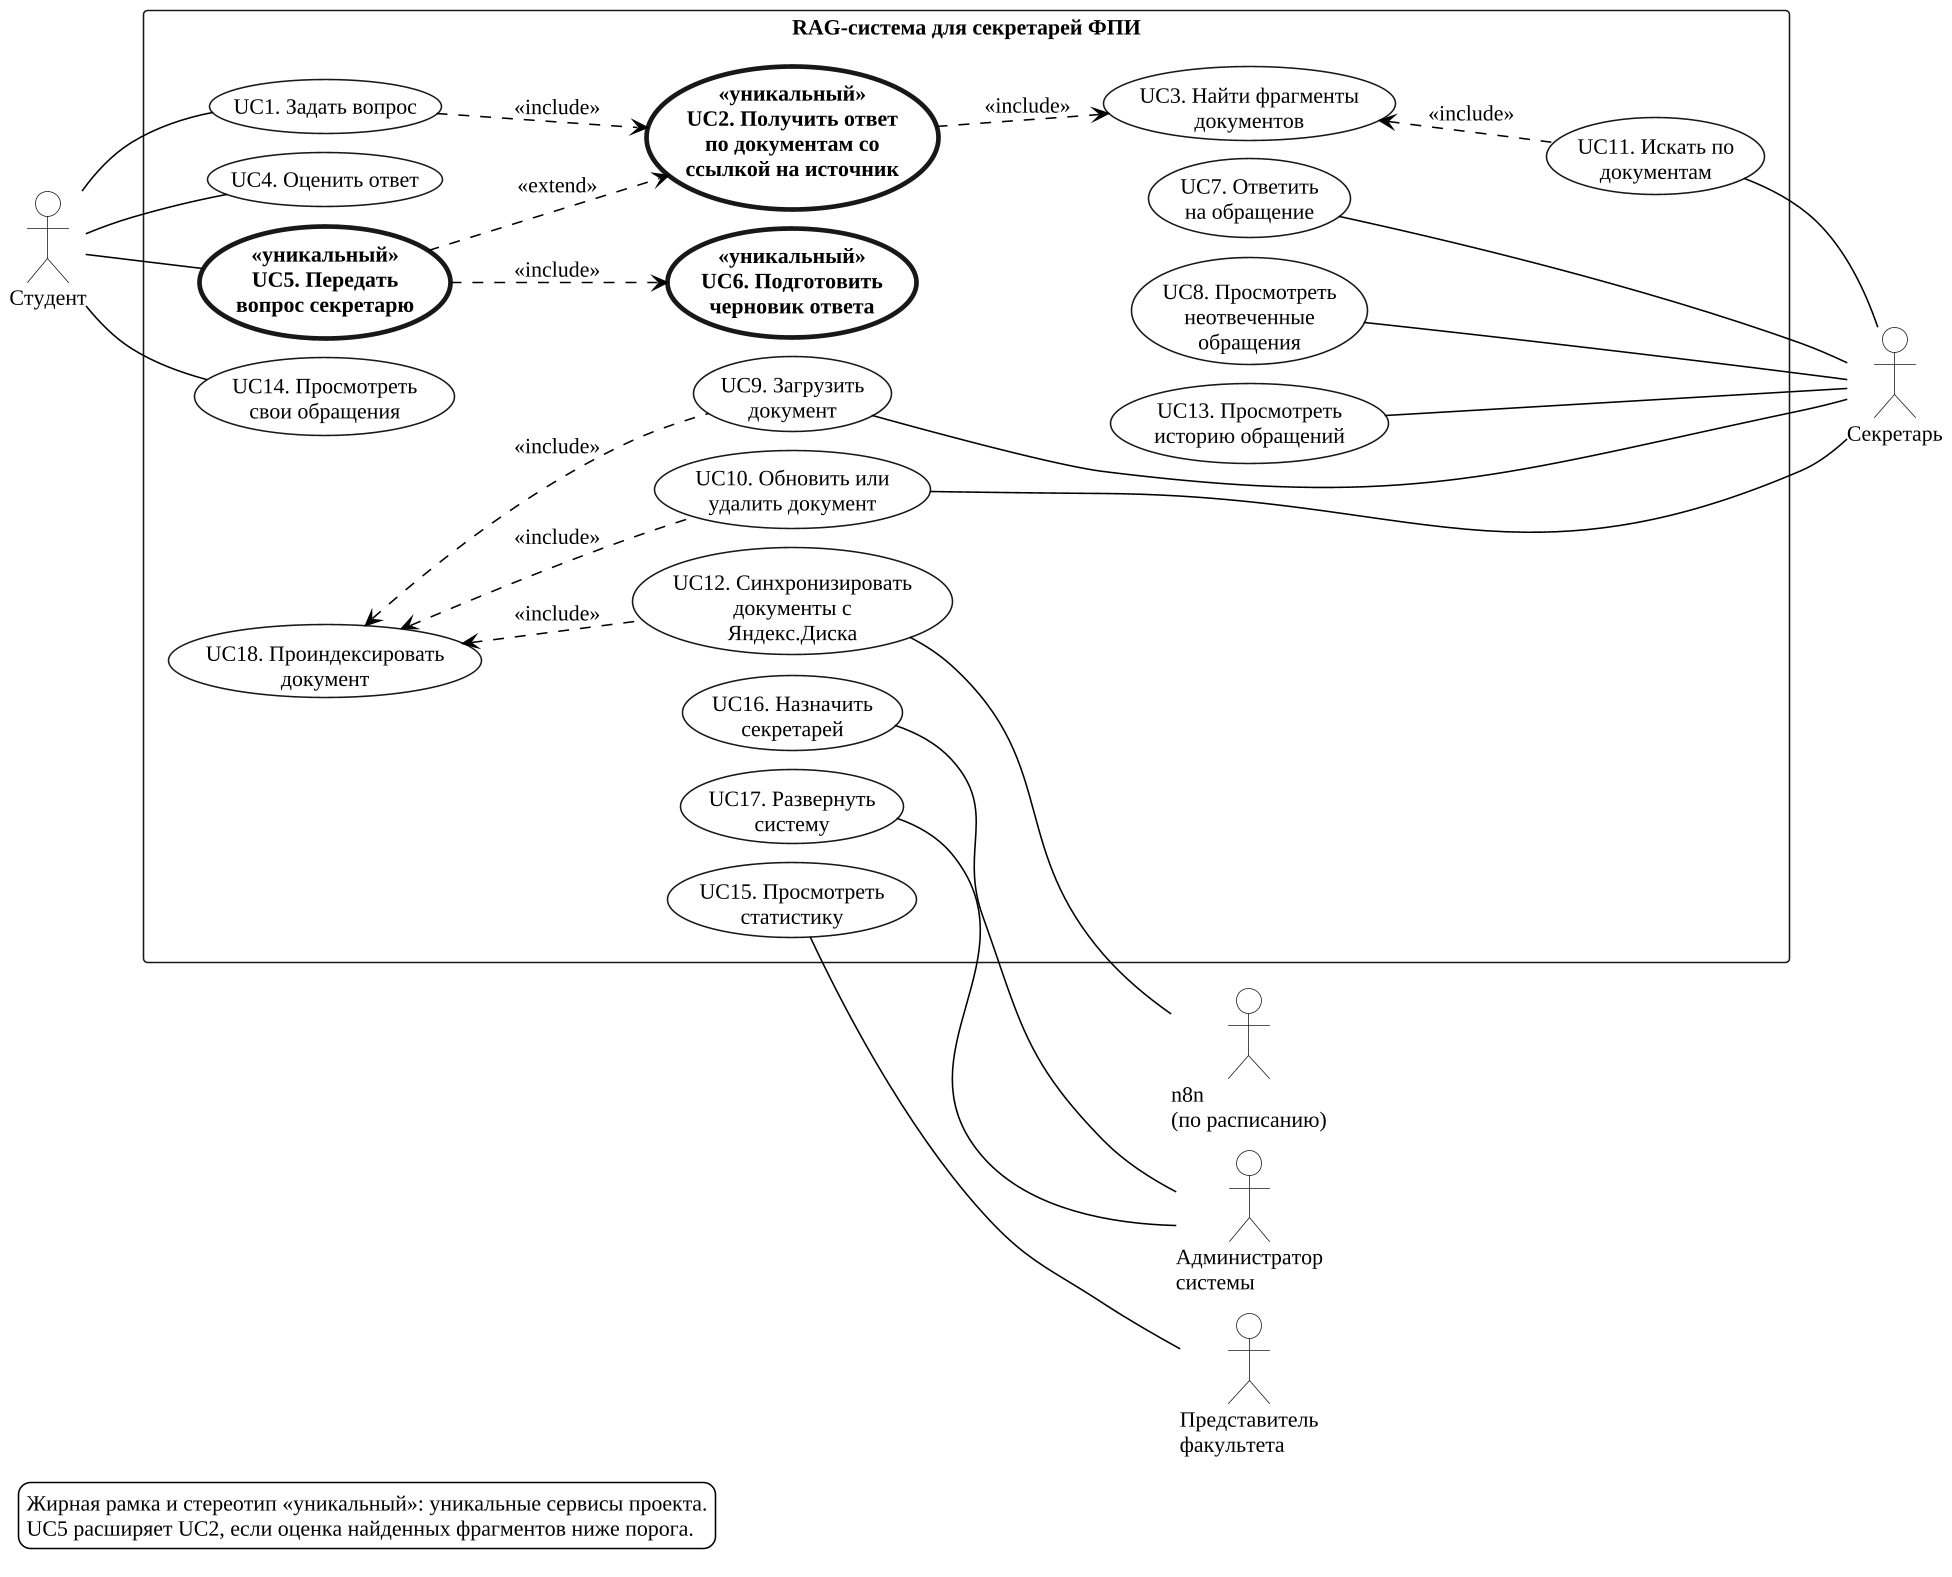 RAG-система для секретарей ФПИ
UC1. Задать вопрос
«include»
«уникальный»
UC2. Получить ответ
по документам со
ссылкой на источник
«include»
UC3. Найти фрагменты
документов
«include»
UC11. Искать по
документам
UC4. Оценить ответ
«extend»
UC7. Ответить
на обращение
Студент
«уникальный»
UC5. Передать
вопрос секретарю
«include»
«уникальный»
UC6. Подготовить
черновик ответа
UC8. Просмотреть
неотвеченные
обращения
UC14. Просмотреть
свои обращения
UC9. Загрузить
документ
UC13. Просмотреть
историю обращений
Секретарь
«include»
UC10. Обновить или
удалить документ
«include»
UC12. Синхронизировать
документы с
Яндекс.Диска
«include»
UC18. Проиндексировать
документ
UC16. Назначить
секретарей
UC17. Развернуть
систему
UC15. Просмотреть
статистику
n8n
(по расписанию)
Администратор
системы
Представитель
факультета
Жирная рамка и стереотип «уникальный»: уникальные сервисы проекта.
UC5 расширяет UC2, если оценка найденных фрагментов ниже порога.